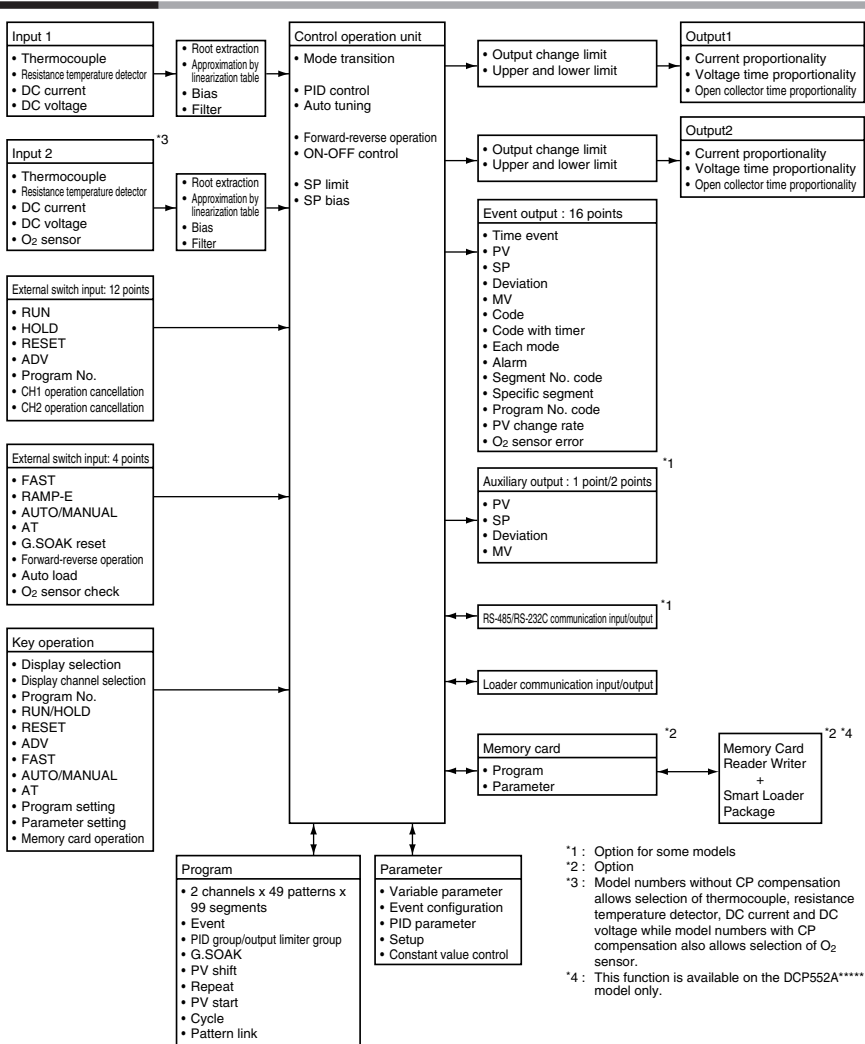 Input 1
• Thermocouple
• Resistance temperature detector
• DC current
• DC voltage
• Root extraction
• Approximation by
linearization table
• Bias
• Filter
Input 2
*3
• Thermocouple
• Resistance temperature detector
• DC current
• DC voltage
• O2 sensor
• Root extraction
• Approximation by
linearization table
• Bias
• Filter
External switch input: 12 points
• RUN
• HOLD
• RESET
• ADV
• Program No.
• CH1 operation cancellation
• CH2 operation cancellation
External switch input: 4 points
• FAST
• RAMP-E
• AUTO/MANUAL
• AT
• G.SOAK reset
• Forward-reverse operation
• Auto load
• O2 sensor check
Key operation
• Display selection
• Display channel selection
• Program No.
• RUN/HOLD
• RESET
• ADV
• FAST
• AUTO/MANUAL
• AT
• Program setting
• Parameter setting
• Memory card operation
Control operation unit
• Mode transition
• PID control
• Auto tuning
• Forward-reverse operation
• ON-OFF control
• SP limit
• SP bias
• Output change limit
• Upper and lower limit
Output1
• Current proportionality
• Voltage time proportionality
• Open collector time proportionality
• Output change limit
• Upper and lower limit
Output2
• Current proportionality
• Voltage time proportionality
• Open collector time proportionality
Event output : 16 points
• Time event
• PV
• SP
• Deviation
• MV
• Code
• Code with timer
• Each mode
• Alarm
• Segment No. code
• Specific segment
• Program No. code
• PV change rate
• O2 sensor error
*1
Auxiliary output : 1 point/2 points
• PV
• SP
• Deviation
• MV
RS-485/RS-232C communication input/output
*1
Loader communication input/output
Memory card
*2
• Program
• Parameter
*2 *4
Memory Card
Reader Writer
+
Smart Loader
Package
Program
• 2 channels x 49 patterns x
99 segments
• Event
• PID group/output limiter group
• G.SOAK
• PV shift
• Repeat
• PV start
• Cycle
• Pattern link
Parameter
• Variable parameter
• Event configuration
• PID parameter
• Setup
• Constant value control
*1 : Option for some models
*2 : Option
*3 : Model numbers without CP compensation
allows selection of thermocouple, resistance
temperature detector, DC current and DC
voltage while model numbers with CP
compensation also allows selection of O2
sensor.
*4 : This function is available on the DCP552A*****
model only.